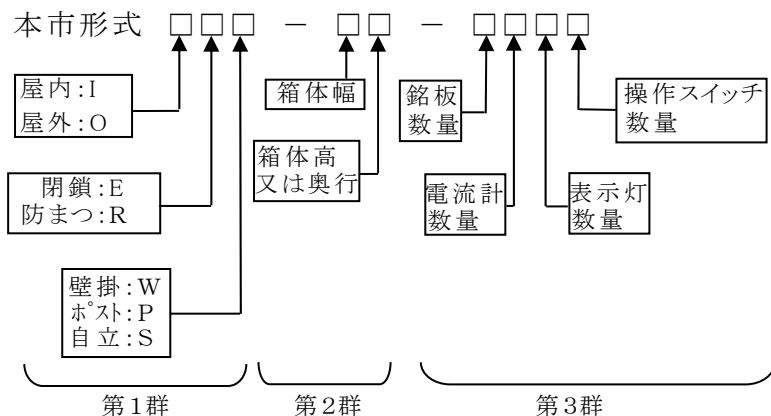 本市形式 □□□ － □□ － □□□□
屋内:I
屋外:O
箱体幅
銘板
数量
操作スイッチ
数量
閉鎖:E
防まつ:R
箱体高
又は奥行
電流計
数量
表示灯
数量
壁掛:W
ﾎﾟｽﾄ:P
自立:S
第1群
第2群
第3群